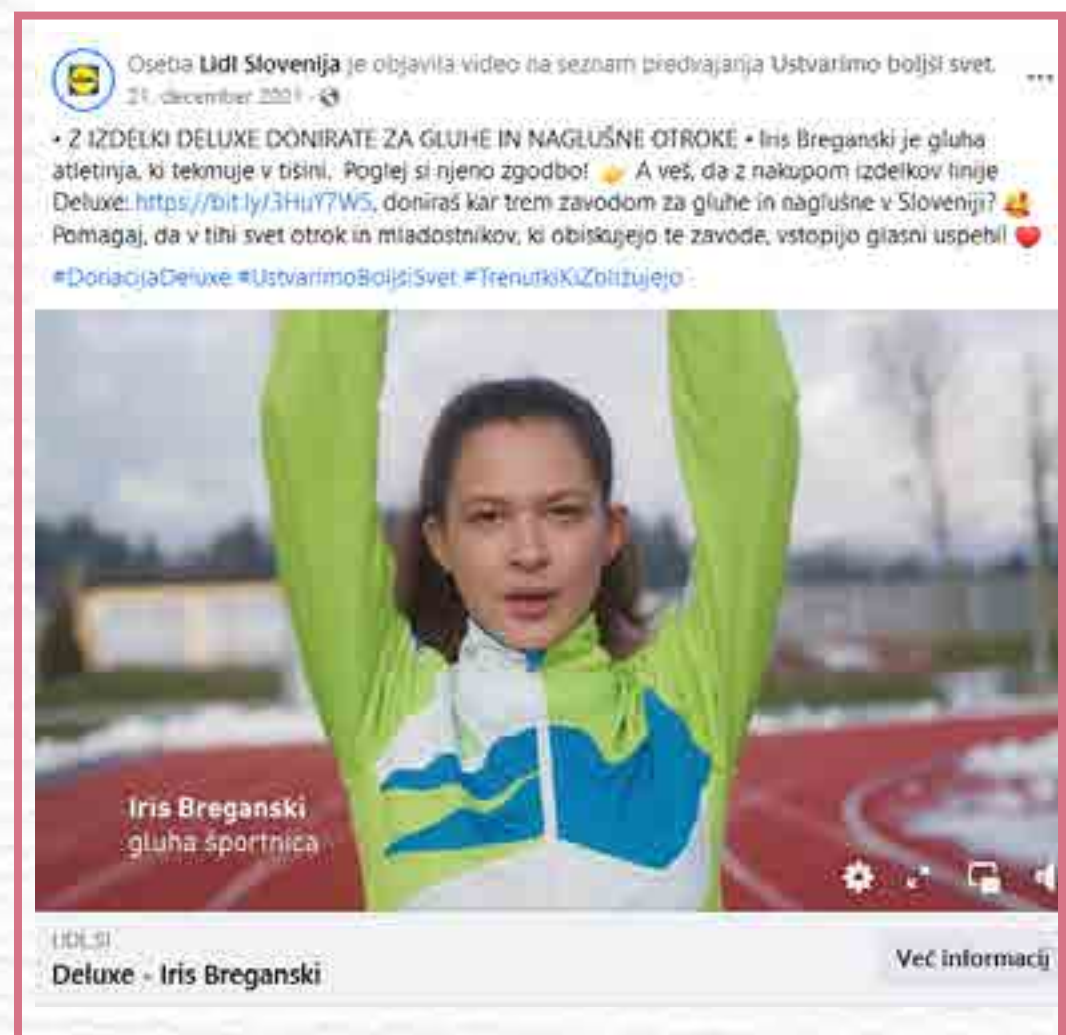 Oseba Lidl Slovenija je objavila video na seznam predvajanja Ustvarimo boljši svet.
21. december 2021 ·
• Z IZDELKI DELUXE DONIRATE ZA GLUHE IN NAGLUŠNE OTROKE • Iris Breganski je gluha
atletinja, ki tekmuje v tišini. Poglej si njeno zgodbo! 👉 A veš, da z nakupom izdelkov linije
Deluxe: https://bit.ly/3HuY7W5, doniraš kar trem zavodom za gluhe in naglušne v Sloveniji? 🥰
Pomagaj, da v tihi svet otrok in mladostnikov, ki obiskujejo te zavode, vstopijo glasni uspehi! ❤️
#DonacijaDeluxe #UstvarimoBoljsiSvet #TrenutkiKiZblizujejo
Iris Breganski
gluha športnica
LIDL.SI
Deluxe - Iris Breganski
Več informacij